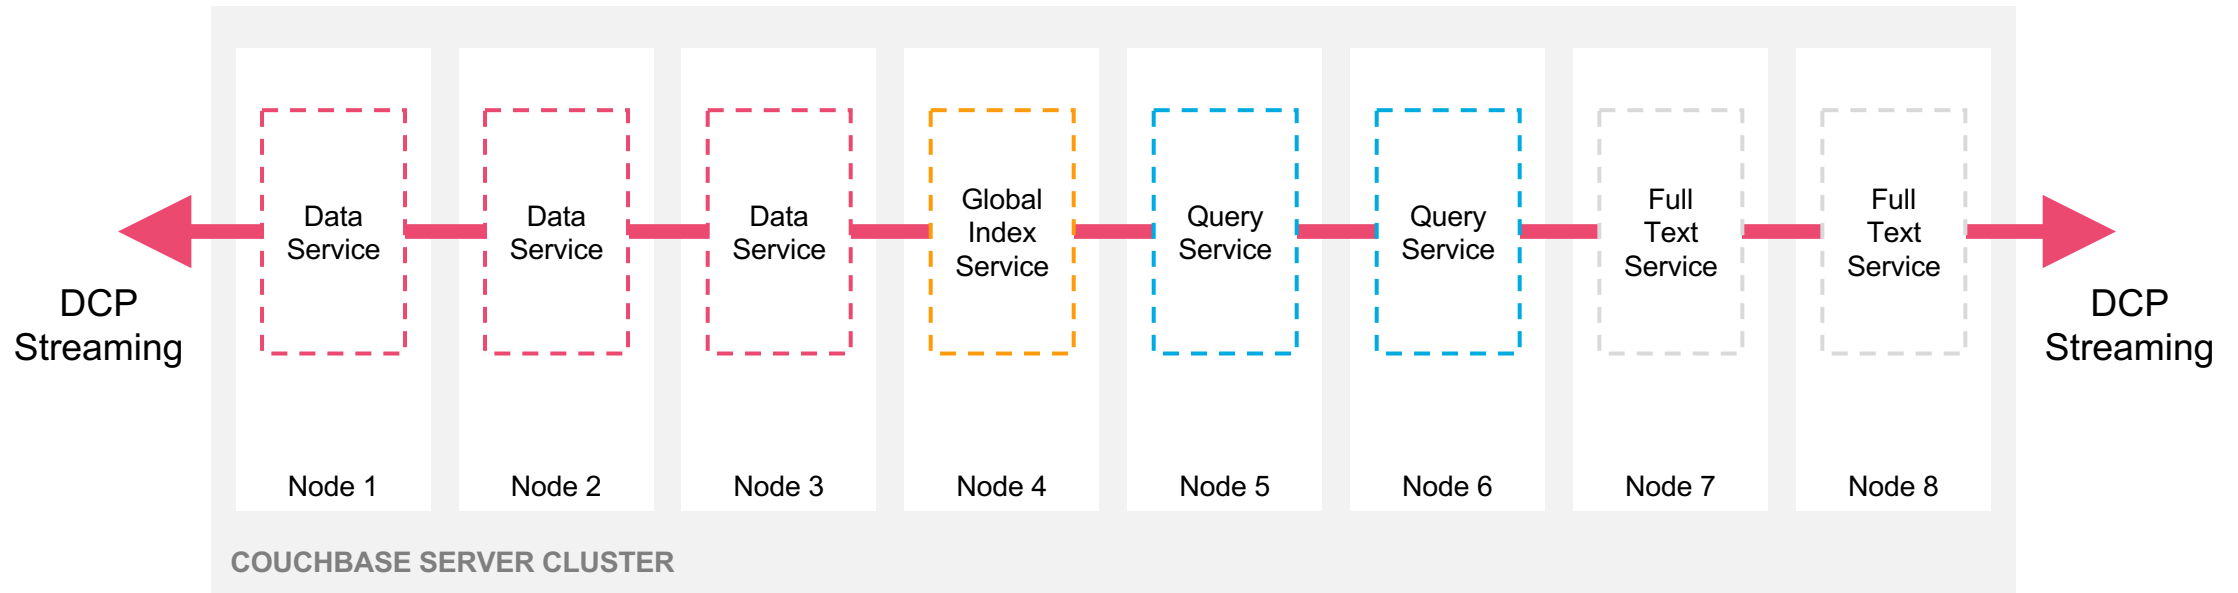 Data
Service
Data
Service
Data
Service
Global
Index
Service
Query
Service
Query
Service
Full
Text
Service
Full
Text
Service
DCP
Streaming
DCP
Streaming
Node 1
Node 2
Node 3
Node 4
Node 5
Node 6
Node 7
Node 8
COUCHBASE SERVER CLUSTER